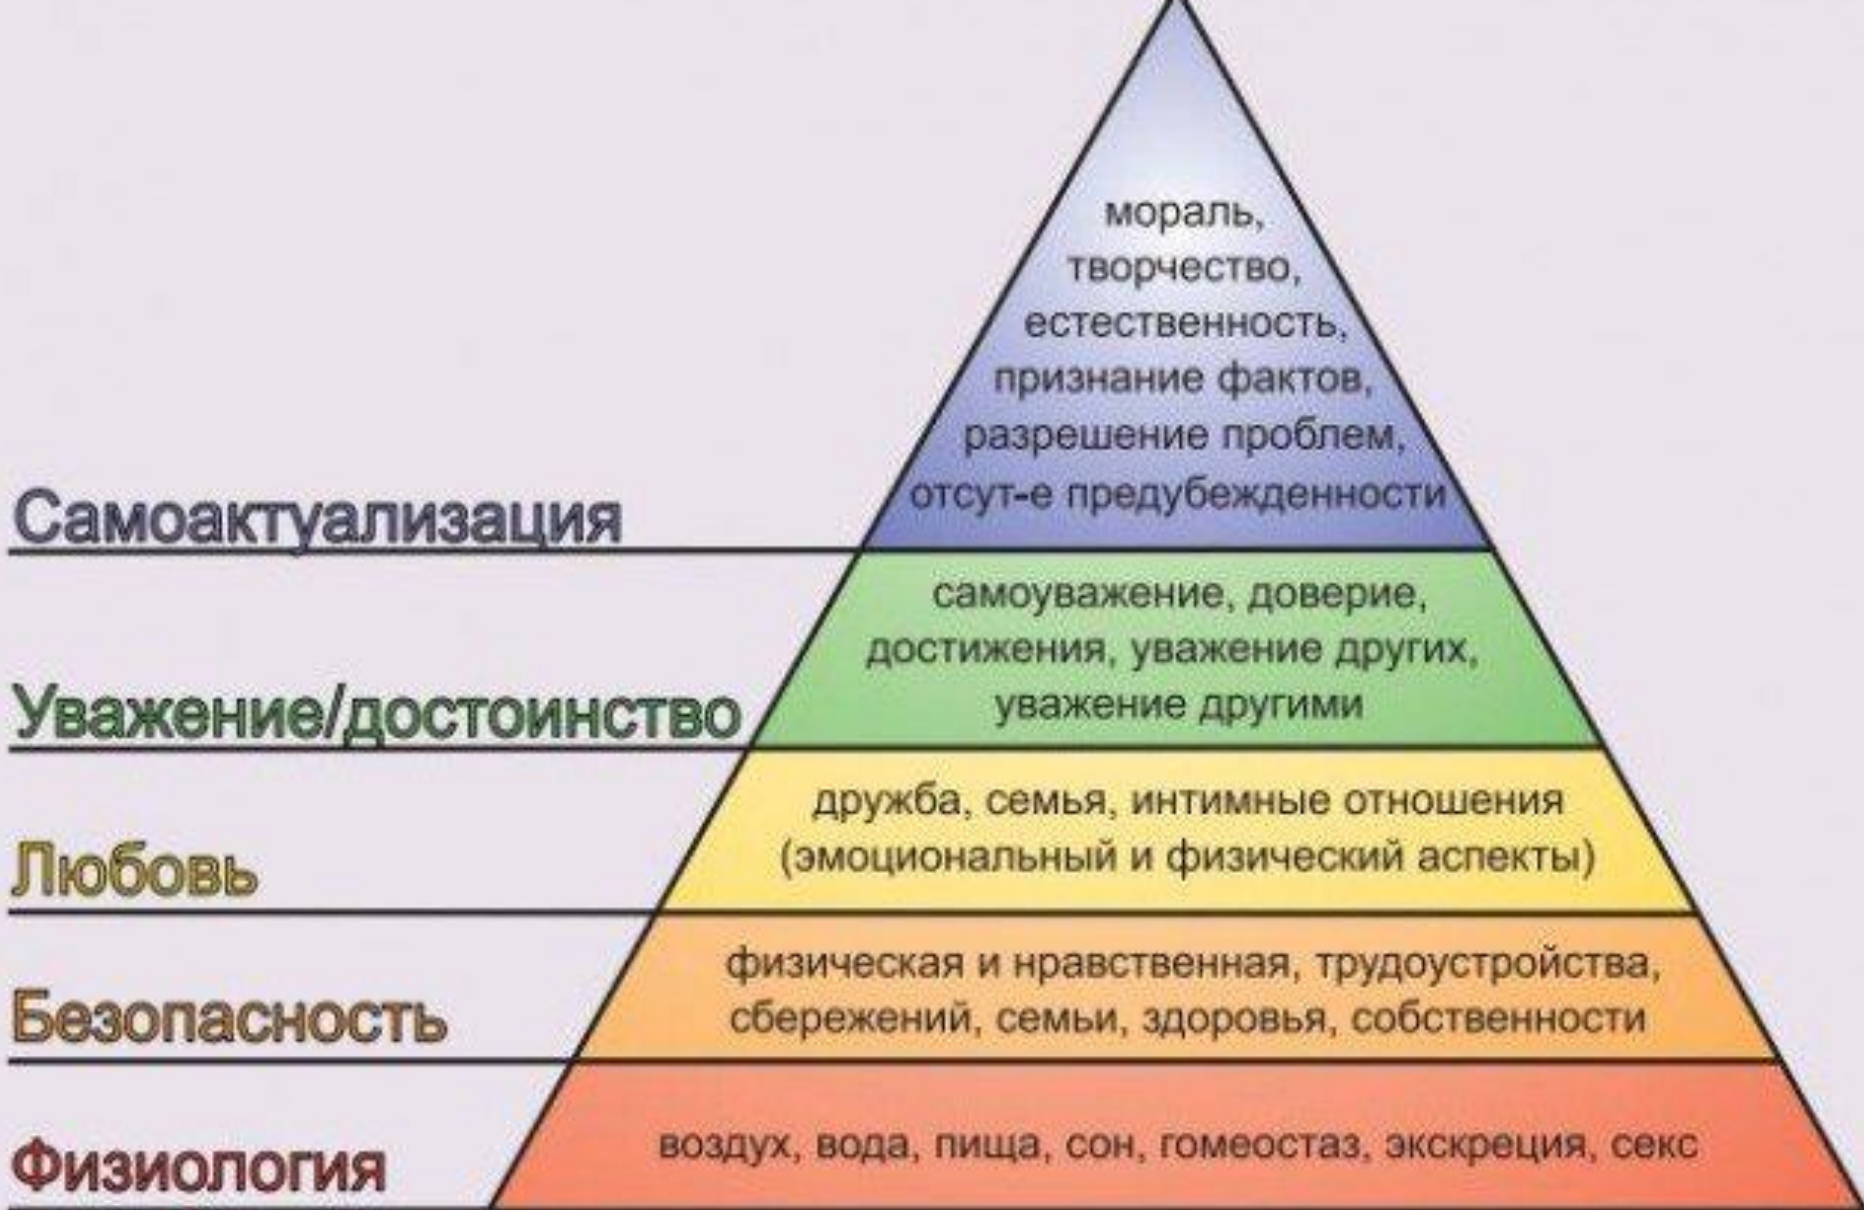 мораль,
творчество,
естественность,
признание фактов,
разрешение проблем,
отсут-е предубежденности
Самоактуализация
самоуважение, доверие,
достижения, уважение других,
уважение другими
Уважение/достоинство
дружба, семья, интимные отношения
(эмоциональный и физический аспекты)
Любовь
физическая и нравственная, трудоустройства,
сбережений, семьи, здоровья, собственности
Безопасность
воздух, вода, пища, сон, гомеостаз, экскреция, секс
Физиология